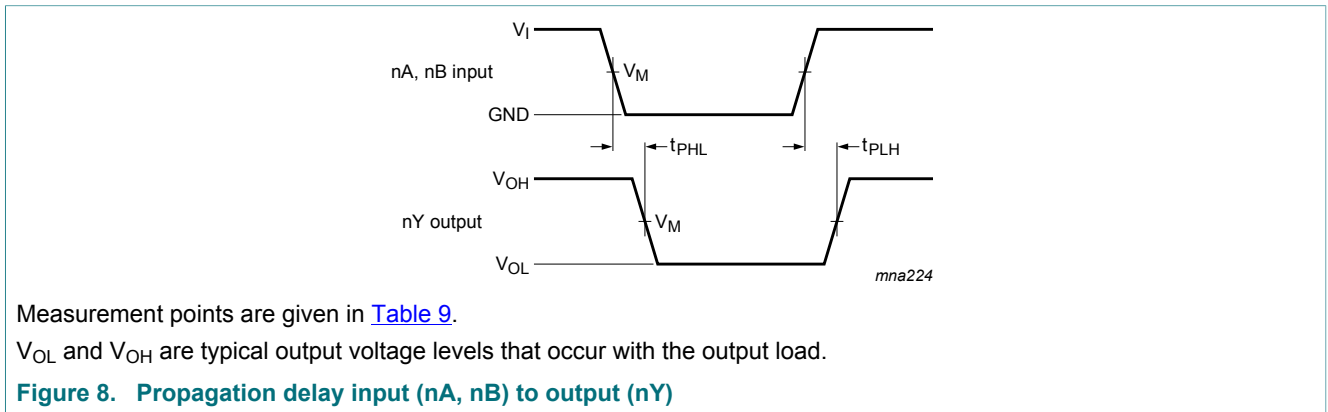 VI
nA, nB input
VM
GND
tPHL
tPLH
VOH
nY output
VM
VOL
mna224
Measurement points are given in Table 9.
VOL and VOH are typical output voltage levels that occur with the output load.
Figure 8. Propagation delay input (nA, nB) to output (nY)